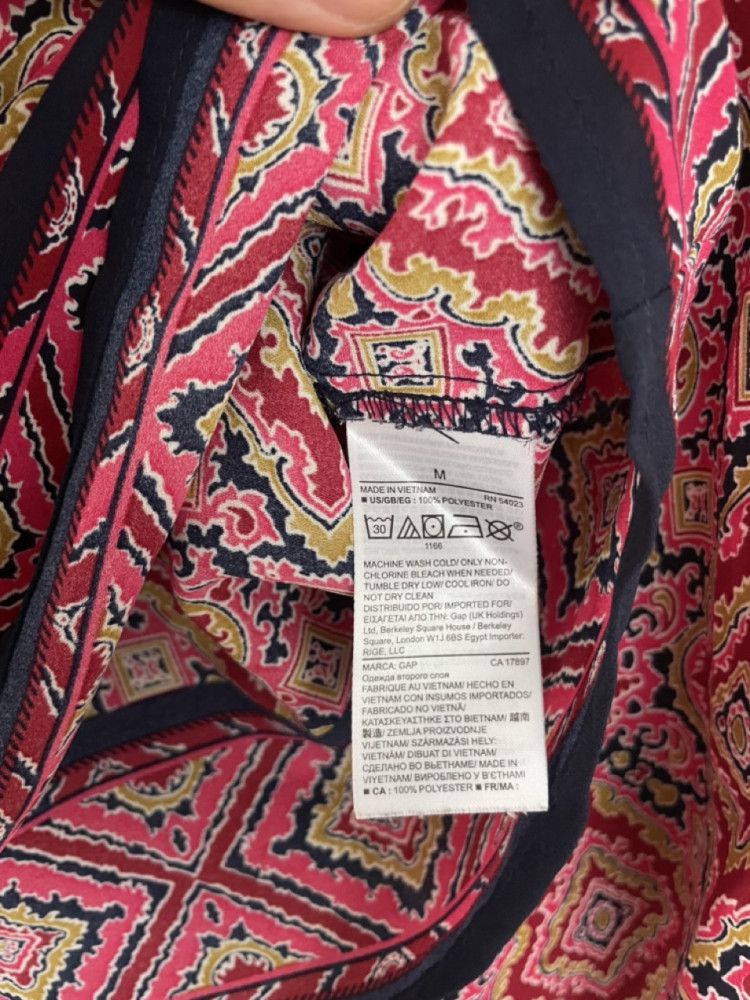 M
MADE IN VIETNAM RN 54023
■ US/GB/EG : 100% POLYESTER
30
®
1166
MACHINE WASH COLD/ ONLY NON-
CHLORINE BLEACH WHEN NEEDED/
TUMBLE DRY LOW/ COOL IRON/ DO
NOT DRY CLEAN
DISTRIBUIDO POR/ IMPORTED FOR/
ΕΙΣΑΓΕΤΑΙ ΑΠΟ ΤΗΝ: Gap (UK Holdings)
Ltd, Berkeley Square House / Berkeley
Square, London W1J 6BS Egypt Importer:
RIGE, LLC
MARCA: GAP CA 17897
Одежда второго слоя
FABRIQUÉ AU VIETNAM/ HECHO EN
VIETNAM CON INSUMOS IMPORTADOS/
FABRICADO NO VIETNÃ/
ΚΑΤΑΣΚΕΥΑΣΤΗΚΕ ΣΤΟ ΒΙΕΤΝΑΜ/ 越南
製造/ ZEMLJA PROIZVODNJE
VIJETNAM/ SZÁRMAZÁSI HELY:
VIETNÁM/ DIBUAT DI VIETNAM/
СДЕЛАНО ВО ВЬЕТНАМЕ/ MADE IN
VIYETNAM/ ВИРОБЛЕНО У В'ЄТНАМІ
■ CA : 100% POLYESTER ■ FR/MA :